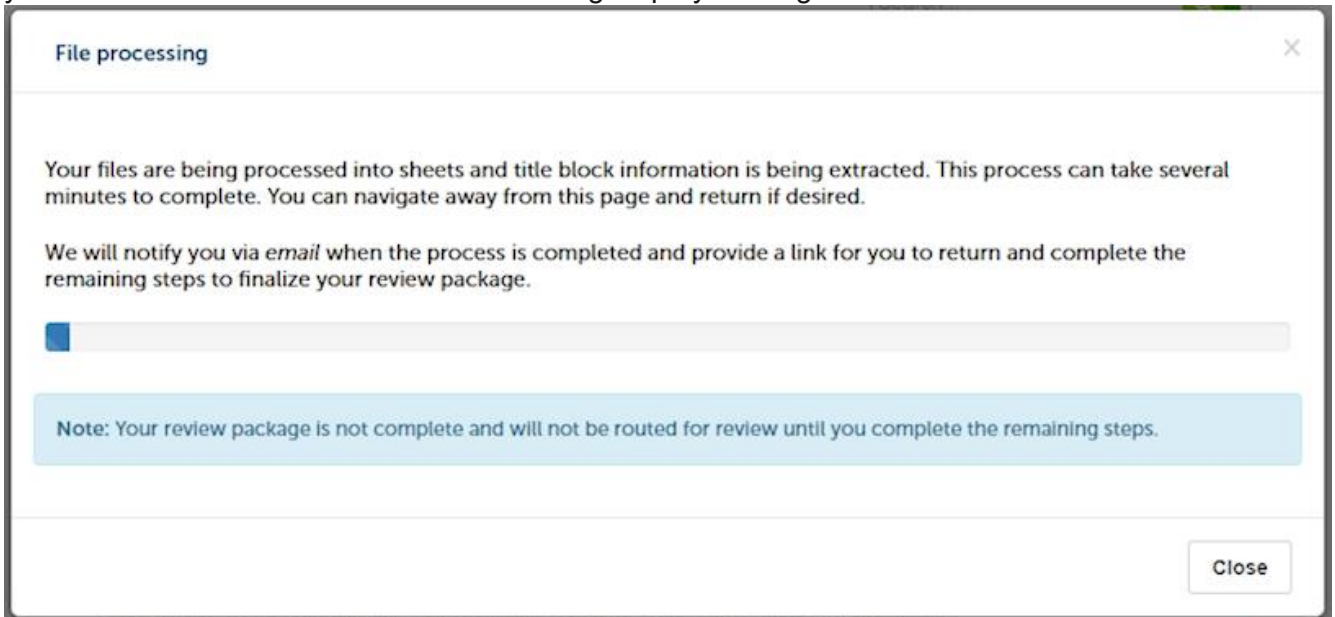 File processing
×
Your files are being processed into sheets and title block information is being extracted. This process can take several
minutes to complete. You can navigate away from this page and return if desired.
We will notify you via email when the process is completed and provide a link for you to return and complete the
remaining steps to finalize your review package.
Note: Your review package is not complete and will not be routed for review until you complete the remaining steps.
Close